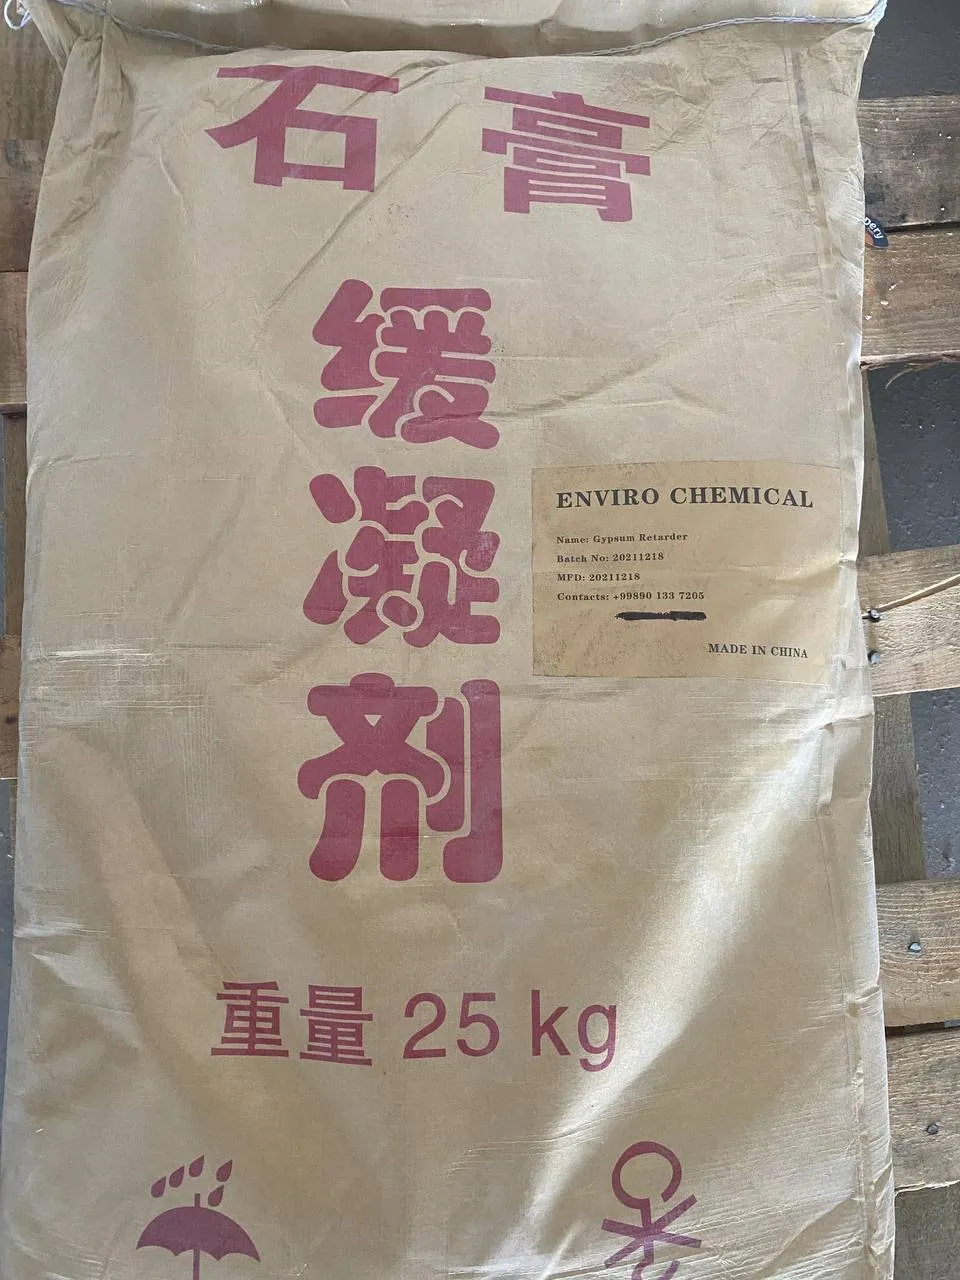 石膏
缓
凝
剂
ENVIRO CHEMICAL
Name: Gypsum Retarder
Batch No: 20211218
MFD: 20211218
Contacts: +99890 133 7205
MADE IN CHINA
重量 25 kg